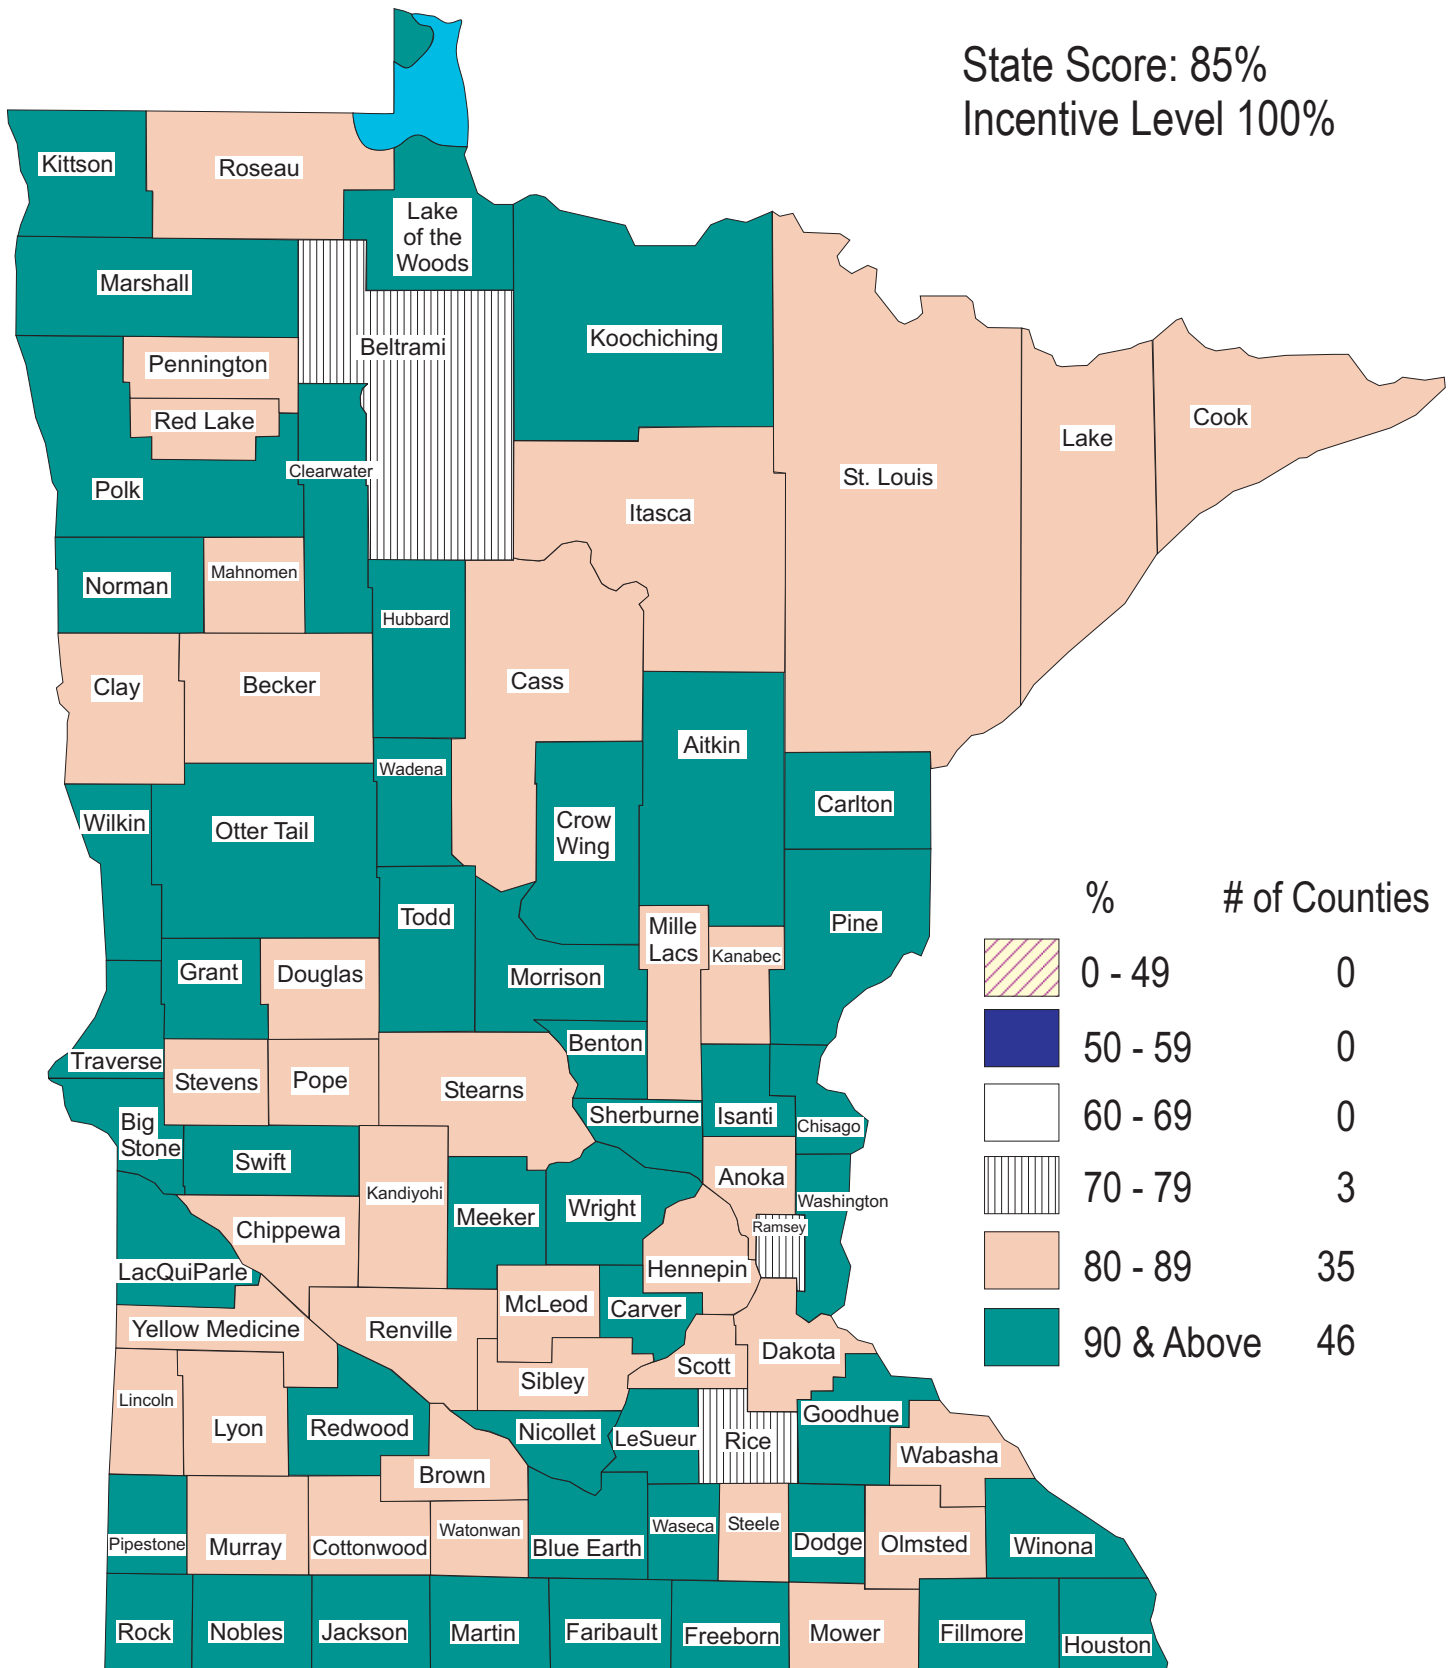 State Score: 85%
Incentive Level 100%
Kittson
Roseau
Lake
of the
Woods
Marshall
Koochiching
Beltrami
Pennington
Red Lake
Cook
Lake
Clearwater
St. Louis
Polk
Itasca
Mahnomen
Norman
Hubbard
Clay
Becker
Cass
Aitkin
Wadena
Carlton
Wilkin
Otter Tail
Crow
Wing
Todd
Mille
Lacs
Pine
Kanabec
Grant
Douglas
Morrison
Benton
Traverse
Stevens
Pope
Stearns
Sherburne
Isanti
Chisago
Big
Stone
Swift
Anoka
Kandiyohi
Washington
Meeker
Wright
Chippewa
Ramsey
LacQuiParle
Hennepin
McLeod
Carver
Yellow Medicine
Renville
Dakota
Scott
Sibley
Lincoln
Lyon
Redwood
Nicollet
LeSueur
Rice
Goodhue
Wabasha
Brown
Pipestone
Murray
Cottonwood
Watonwan
Blue Earth
Waseca
Steele
Dodge
Olmsted
Winona
Rock
Nobles
Jackson
Martin
Faribault
Freeborn
Mower
Fillmore
Houston
% # of Counties
0 - 49 0
50 - 59 0
60 - 69 0
70 - 79 3
80 - 89 35
90 & Above 46